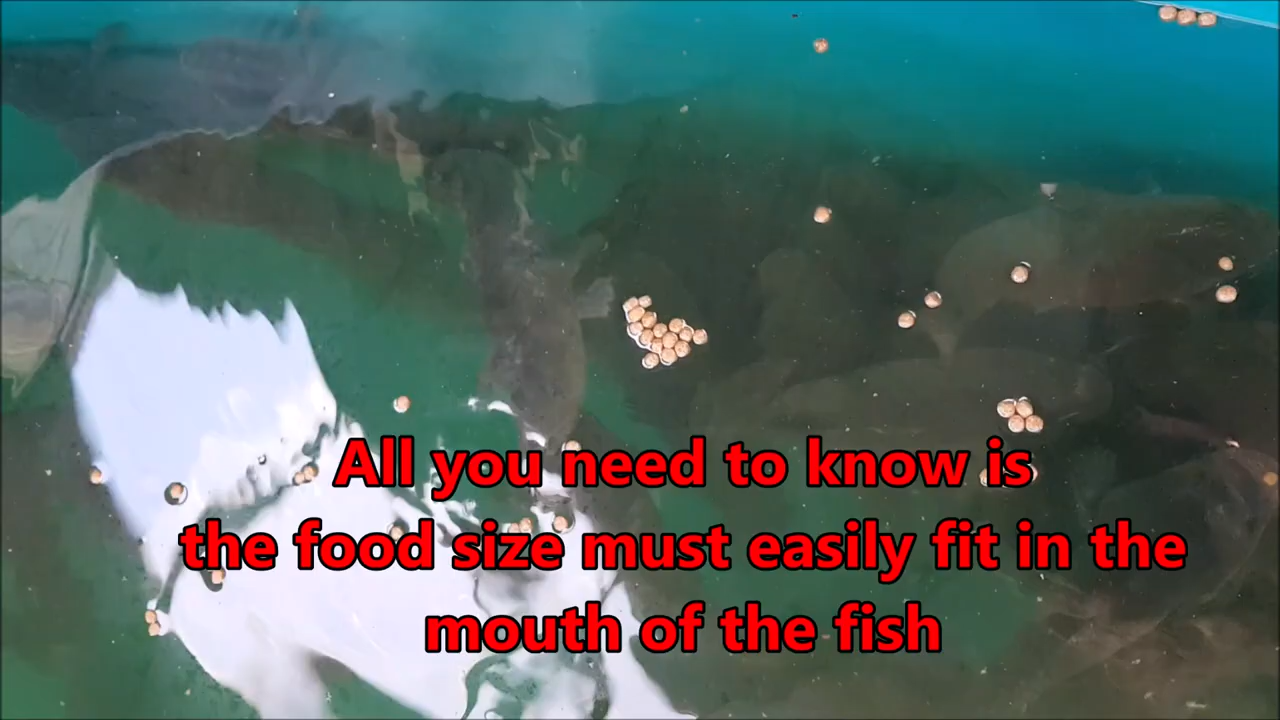 All you need to know is
the food size must easily fit in the
mouth of the fish